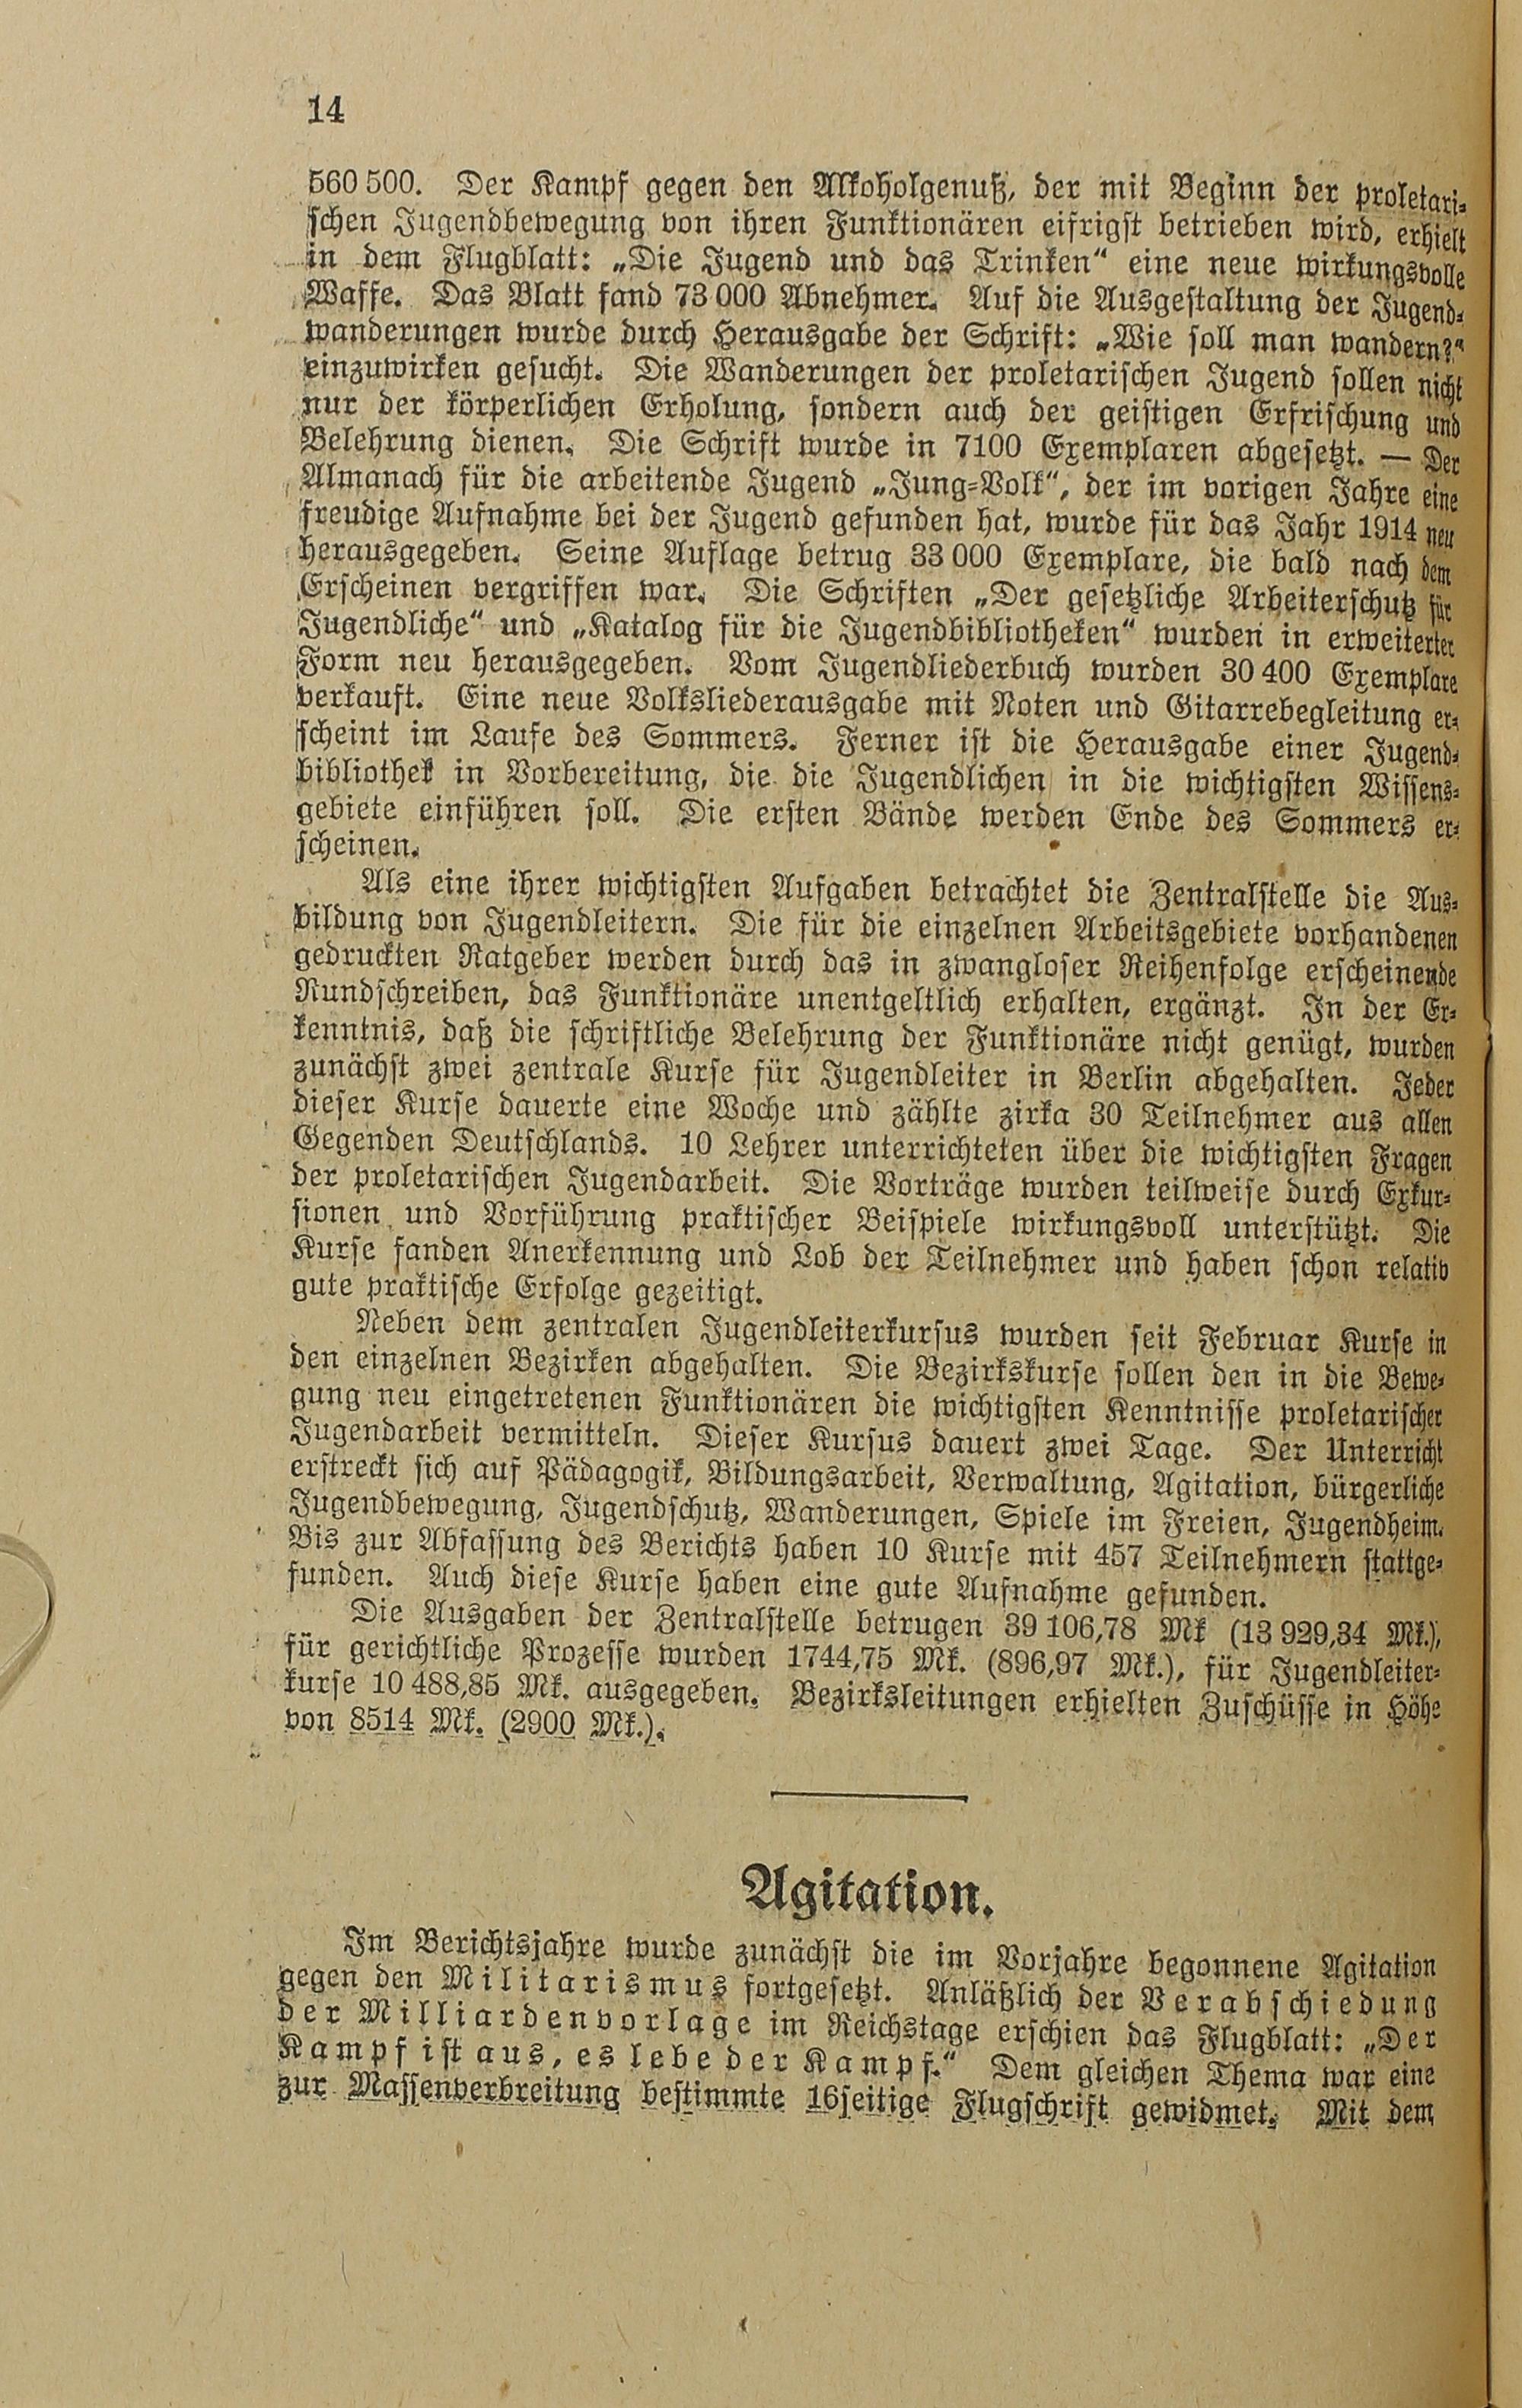 14
560 500. Der Kampf gegen den Alkoholgenuß, der mit Beginn der proletari-
schen Jugendbewegung von ihren Funktionären eifrigst betrieben wird, erhielt
in dem Flugblatt: „Die Jugend und das Trinken“ eine neue wirkungsvolle
Waffe. Das Blatt fand 73 000 Abnehmer. Auf die Ausgestaltung der Jugend-
wanderungen wurde durch Herausgabe der Schrift: „Wie soll man wandern?“
einzuwirken gesucht. Die Wanderungen der proletarischen Jugend sollen nicht
nur der körperlichen Erholung, sondern auch der geistigen Erfrischung und
Belehrung dienen. Die Schrift wurde in 7100 Exemplaren abgesetzt. — Der
Almanach für die arbeitende Jugend „Jung-Volk“, der im vorigen Jahre eine
freudige Aufnahme bei der Jugend gefunden hat, wurde für das Jahr 1914 neu
herausgegeben. Seine Auflage betrug 33 000 Exemplare, die bald nach dem
Erscheinen vergriffen war. Die Schriften „Der gesetzliche Arbeiterschutz für
Jugendliche“ und „Katalog für die Jugendbibliotheken“ wurden in erweiterter
Form neu herausgegeben. Vom Jugendliederbuch wurden 30 400 Exemplare
verkauft. Eine neue Volksliederausgabe mit Noten und Gitarrebegleitung er-
scheint im Laufe des Sommers. Ferner ist die Herausgabe einer Jugend-
bibliothek in Vorbereitung, die die Jugendlichen in die wichtigsten Wissens-
gebiete einführen soll. Die ersten Bände werden Ende des Sommers er-
scheinen.
Als eine ihrer wichtigsten Aufgaben betrachtet die Zentralstelle die Aus-
bildung von Jugendleitern. Die für die einzelnen Arbeitsgebiete vorhandenen
gedruckten Ratgeber werden durch das in zwangloser Reihenfolge erscheinende
Rundschreiben, das Funktionäre unentgeltlich erhalten, ergänzt. In der Er-
kenntnis, daß die schriftliche Belehrung der Funktionäre nicht genügt, wurden
zunächst zwei zentrale Kurse für Jugendleiter in Berlin abgehalten. Jeder
dieser Kurse dauerte eine Woche und zählte zirka 30 Teilnehmer aus allen
Gegenden Deutschlands. 10 Lehrer unterrichteten über die wichtigsten Fragen
der proletarischen Jugendarbeit. Die Vorträge wurden teilweise durch Exkur-
sionen und Vorführung praktischer Beispiele wirkungsvoll unterstützt. Die
Kurse fanden Anerkennung und Lob der Teilnehmer und haben schon relativ
gute praktische Erfolge gezeitigt.
Neben dem zentralen Jugendleiterkursus wurden seit Februar Kurse in
den einzelnen Bezirken abgehalten. Die Bezirkskurse sollen den in die Bewe-
gung neu eingetretenen Funktionären die wichtigsten Kenntnisse proletarischer
Jugendarbeit vermitteln. Dieser Kursus dauert zwei Tage. Der Unterricht
erstreckt sich auf Pädagogik, Bildungsarbeit, Verwaltung, Agitation, bürgerliche
Jugendbewegung, Jugendschutz, Wanderungen, Spiele im Freien, Jugendheim.
Bis zur Abfassung des Berichts haben 10 Kurse mit 457 Teilnehmern stattge-
funden. Auch diese Kurse haben eine gute Aufnahme gefunden.
Die Ausgaben der Zentralstelle betrugen 39 106,78 Mk (13 929,34 Mk.),
für gerichtliche Prozesse wurden 1744,75 Mk. (896,97 Mk.), für Jugendleiter-
kurse 10 488,85 Mk. ausgegeben. Bezirksleitungen erhielten Zuschüsse in Höhe
von 8514 Mk. (2900 Mk.).
Agitation.
Im Berichtsjahre wurde zunächst die im Vorjahre begonnene Agitation
gegen den Militarismus fortgesetzt. Anläßlich der Verabschiedung
der Milliardenvorlage im Reichstage erschien das Flugblatt: „Der
Kampf ist aus, es lebe der Kampf.“ Dem gleichen Thema war eine
zur Massenverbreitung bestimmte 16seitige Flugschrift gewidmet. Mit dem